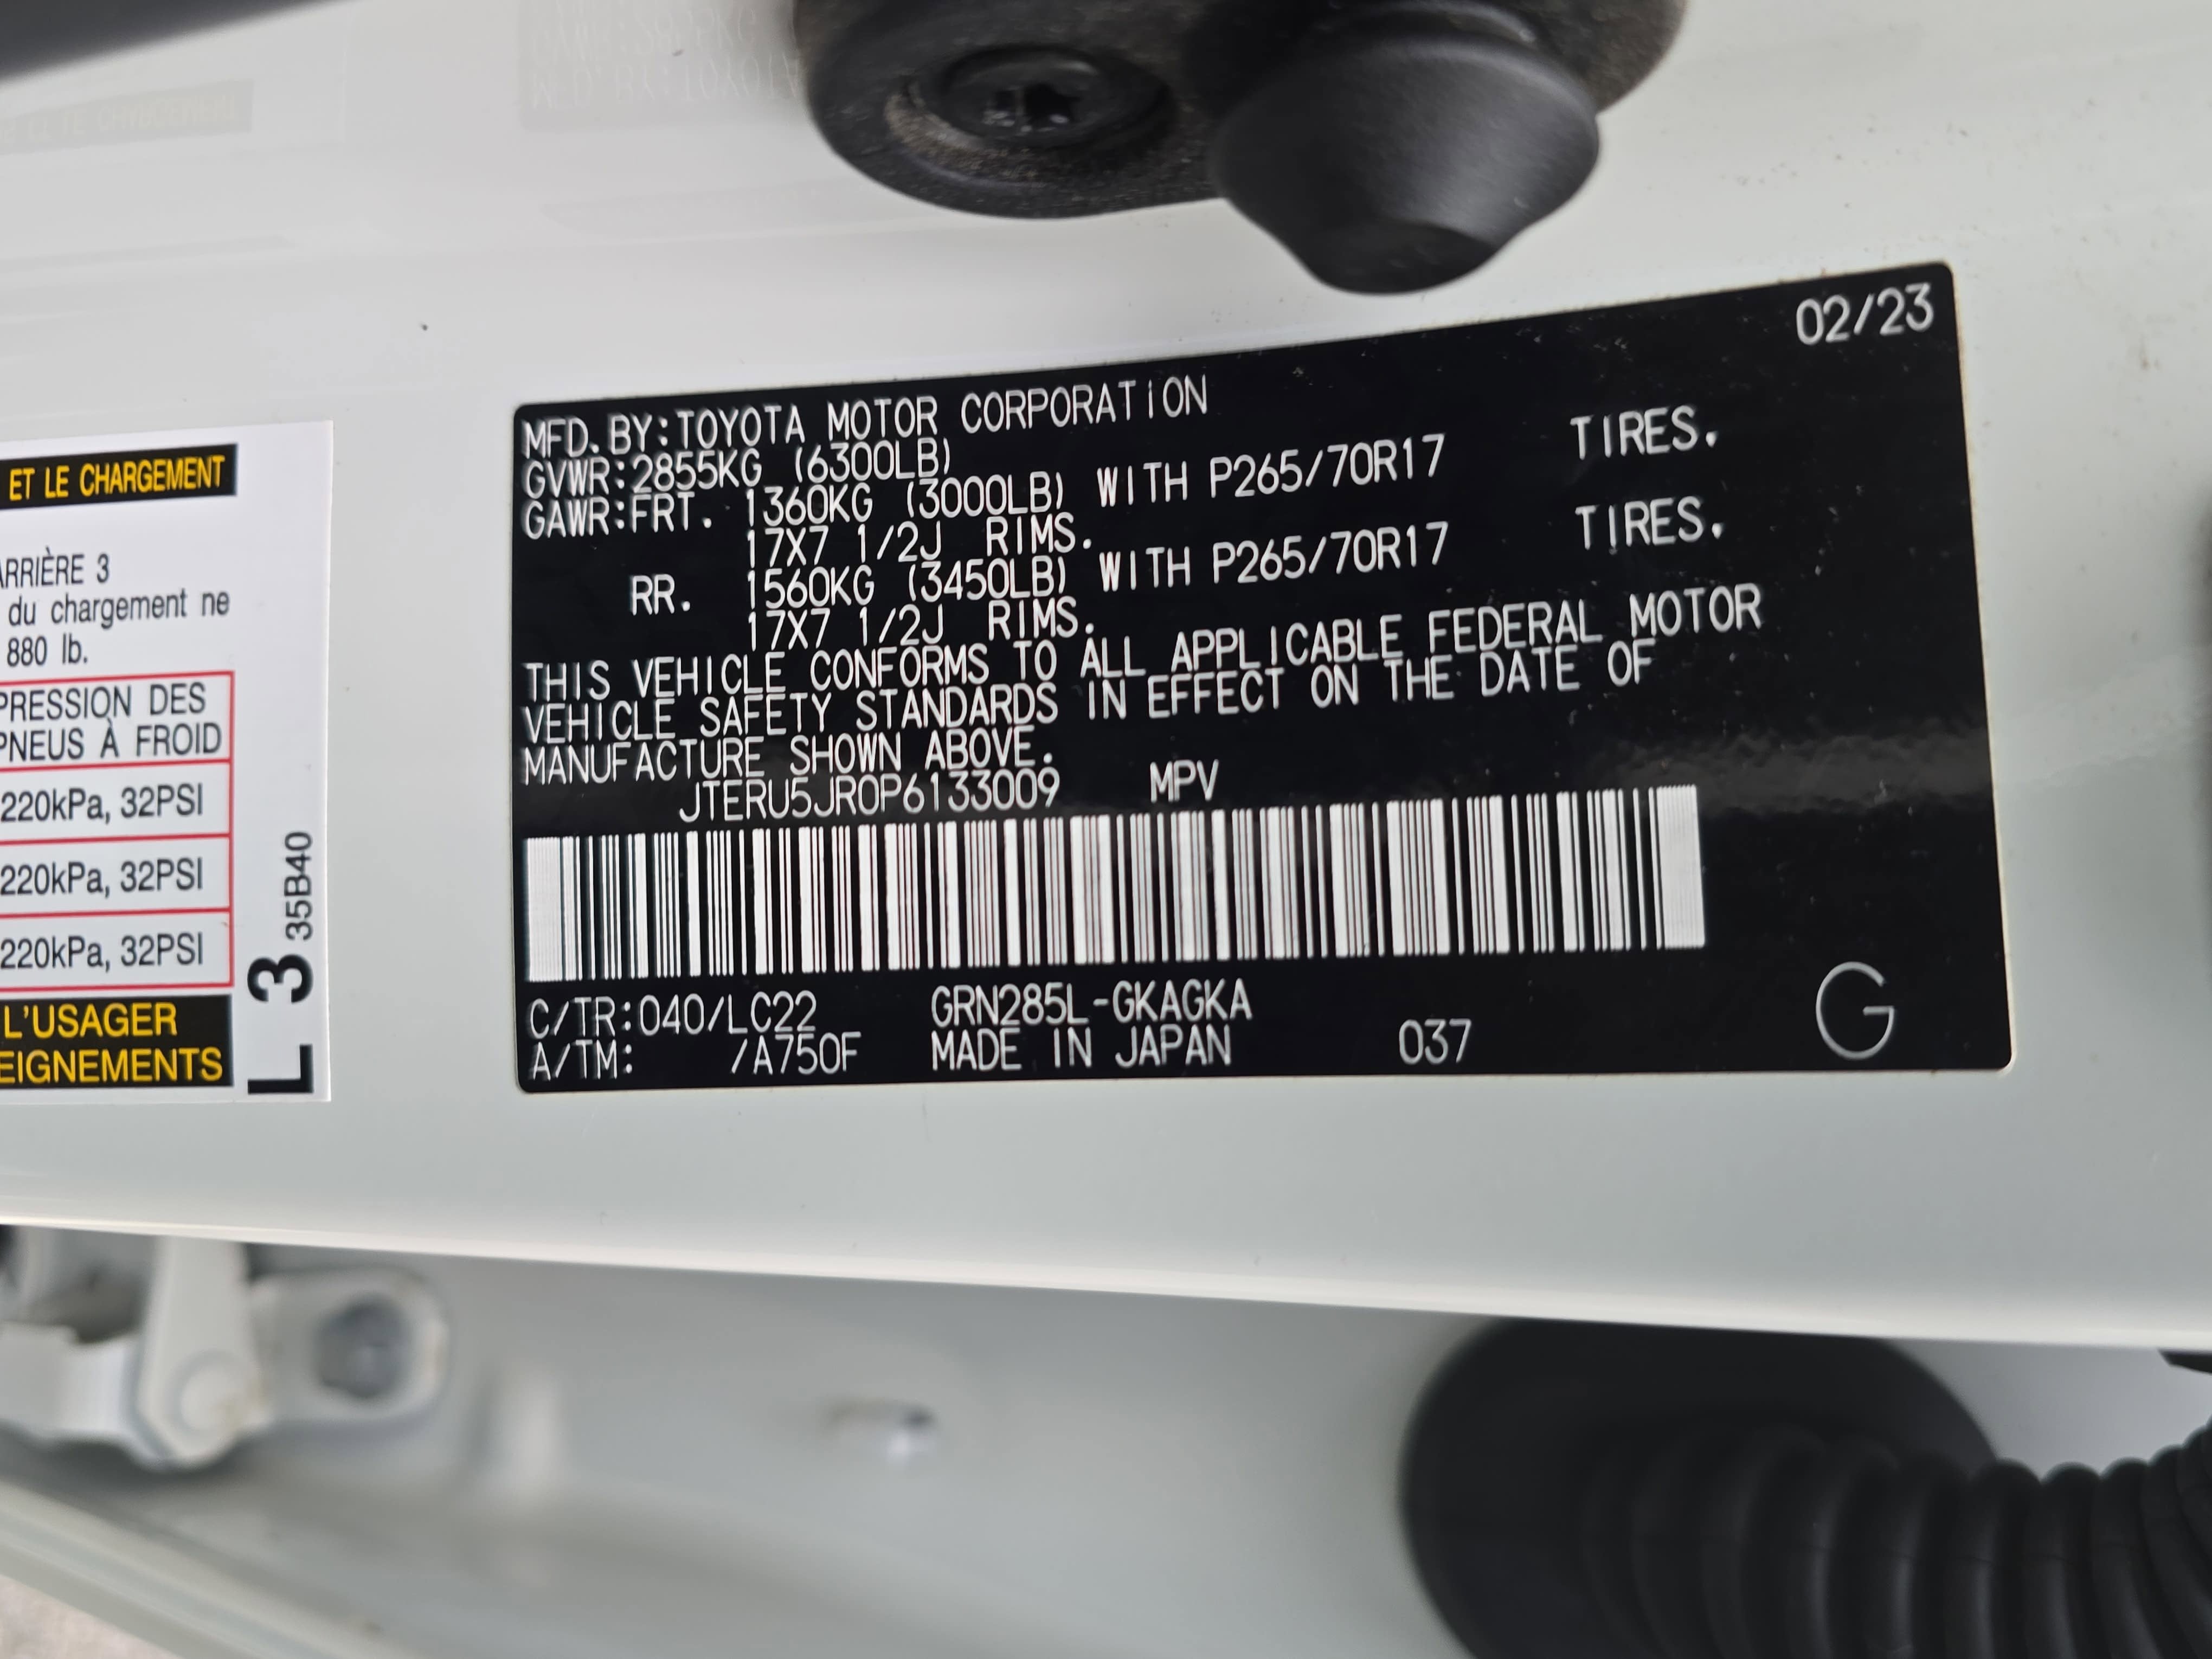 ET LE CHARGEMENT
ARRIÈRE 3
du chargement ne
880 lb.
PRESSION DES
PNEUS À FROID
220kPa, 32PSI
220kPa, 32PSI
220kPa, 32PSI
L'USAGER
EIGNEMENTS
L 3 35B40
02/23
MFD.BY:TOYOTA MOTOR CORPORATION
GVWR:2855KG (6300LB)
GAWR:FRT. 1360KG (3000LB) WITH P265/70R17 TIRES.
17X7 1/2J RIMS.
RR. 1560KG (3450LB) WITH P265/70R17 TIRES.
17X7 1/2J RIMS.
THIS VEHICLE CONFORMS TO ALL APPLICABLE FEDERAL MOTOR
VEHICLE SAFETY STANDARDS IN EFFECT ON THE DATE OF
MANUFACTURE SHOWN ABOVE.
JTERU5JR0P6133009 MPV
C/TR:040/LC22 GRN285L-GKAGKA
A/TM: /A750F MADE IN JAPAN 037
G